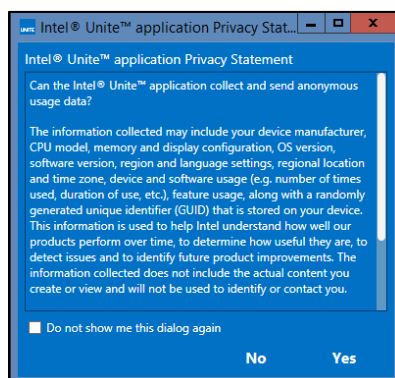 UNITE Intel® Unite™ application Privacy Stat...
x
Intel® Unite™ application Privacy Statement
Can the Intel® Unite™ application collect and send anonymous
usage data?
The information collected may include your device manufacturer,
CPU model, memory and display configuration, OS version,
software version, region and language settings, regional location
and time zone, device and software usage (e.g. number of times
used, duration of use, etc.), feature usage, along with a randomly
generated unique identifier (GUID) that is stored on your device.
This information is used to help Intel understand how well our
products perform over time, to determine how useful they are, to
detect issues and to identify future product improvements. The
information collected does not include the actual content you
create or view and will not be used to identify or contact you.
Do not show me this dialog again
No Yes